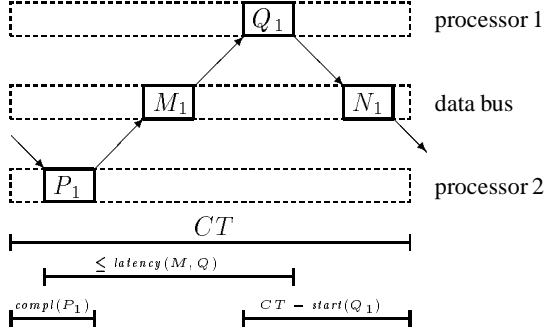 Q₁ processor 1
M₁ N₁ data bus
P₁ processor 2
CT
≤ latency(M, Q)
compl(P₁) CT − start(Q₁)